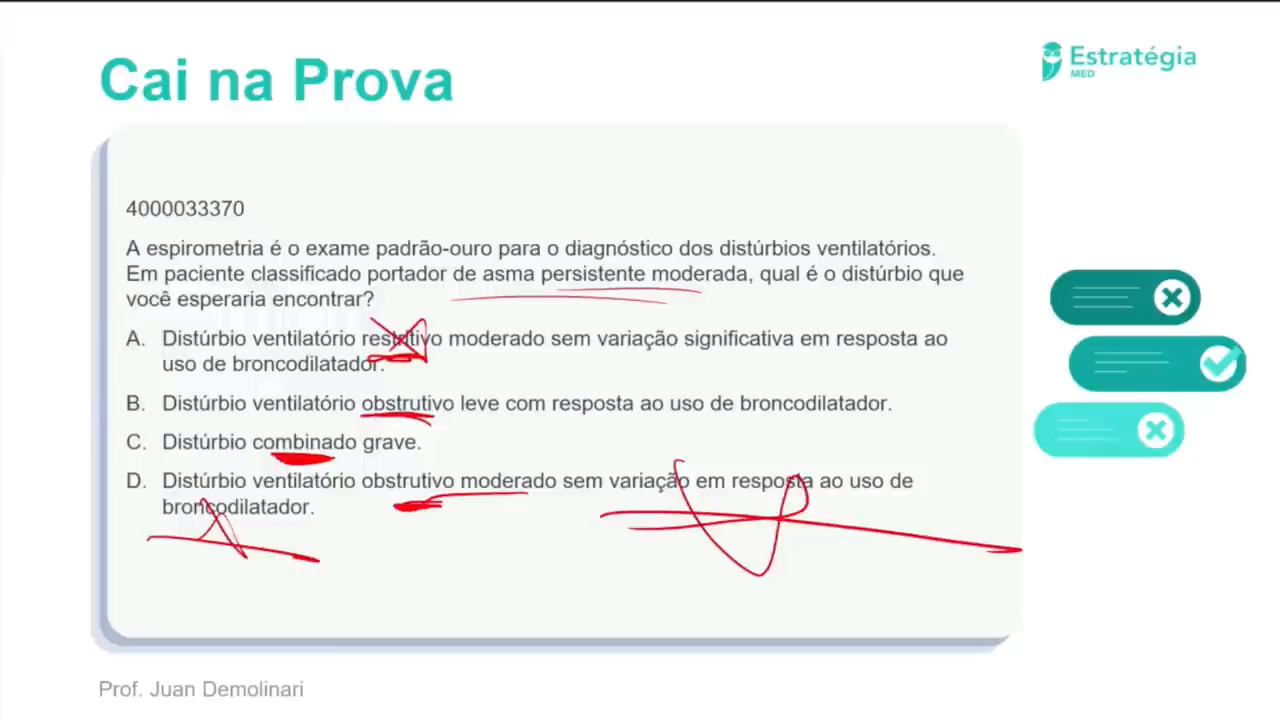 Cai na Prova
Estratégia
MED
4000033370
A espirometria é o exame padrão-ouro para o diagnóstico dos distúrbios ventilatórios.
Em paciente classificado portador de asma persistente moderada, qual é o distúrbio que
você esperaria encontrar?
A. Distúrbio ventilatório restritivo moderado sem variação significativa em resposta ao
uso de broncodilatador.
B. Distúrbio ventilatório obstrutivo leve com resposta ao uso de broncodilatador.
C. Distúrbio combinado grave.
D. Distúrbio ventilatório obstrutivo moderado sem variação em resposta ao uso de
broncodilatador.
Prof. Juan Demolinari